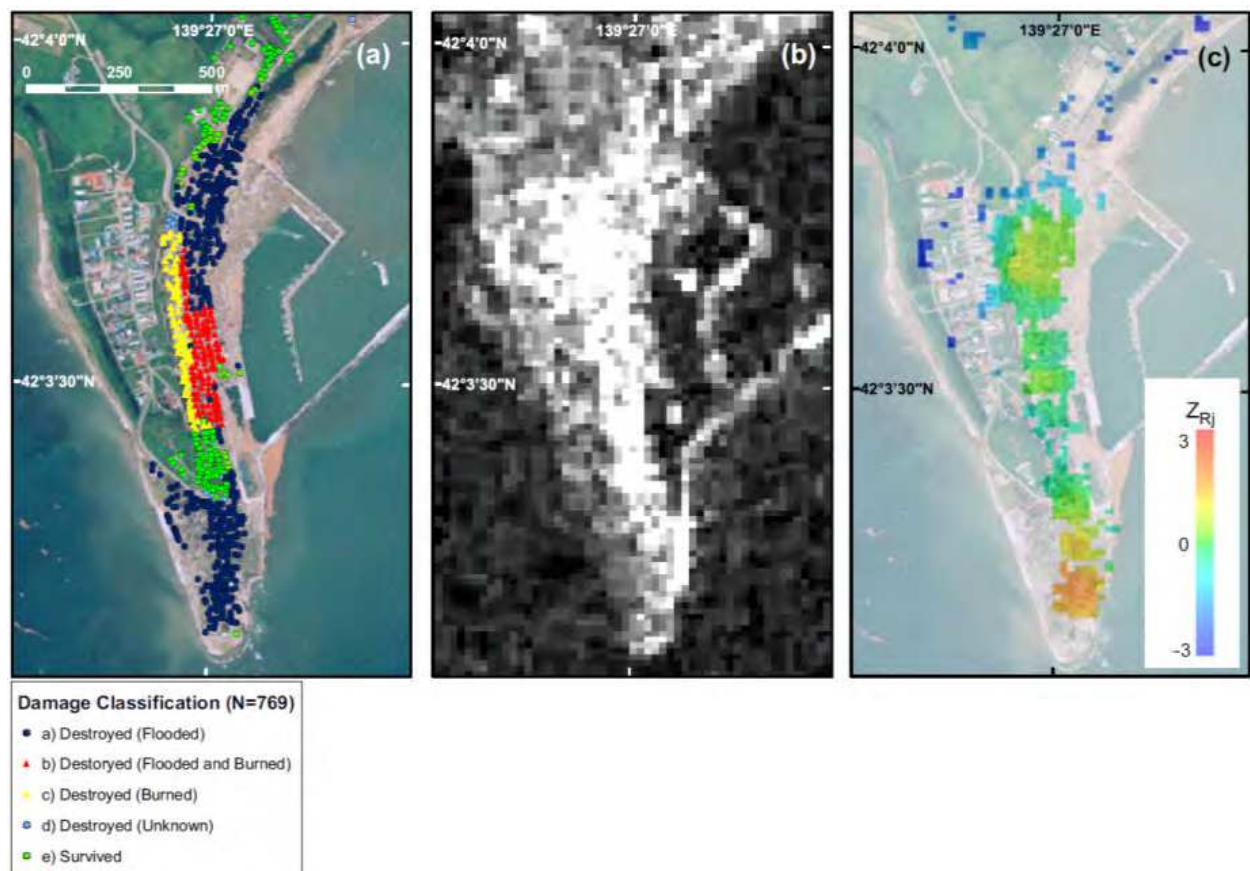 139°27'0"E
42°4'0"N
(a)
0 250 500
m
42°3'30"N
139°27'0"E
42°4'0"N
(b)
42°3'30"N
139°27'0"E
42°4'0"N
(c)
42°3'30"N
ZRj
3
0
-3
Damage Classification (N=769)
a) Destroyed (Flooded)
b) Destoryed (Flooded and Burned)
c) Destroyed (Burned)
d) Destroyed (Unknown)
e) Survived